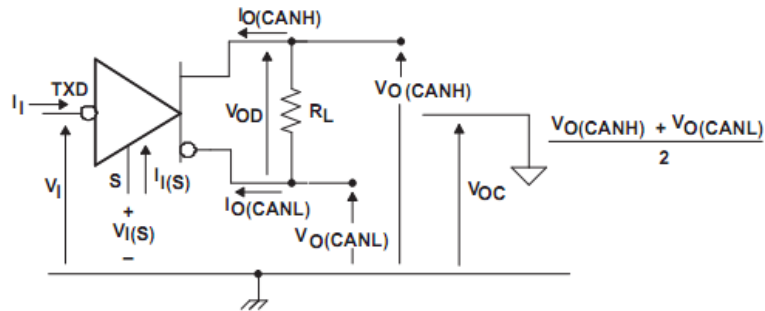 IO(CANH)
TXD
II
VO(CANH)
VOD
RL
VO(CANH) + VO(CANL)
2
S
II(S)
VI
IO(CANL)
VOC
+
VI(S)
–
VO(CANL)